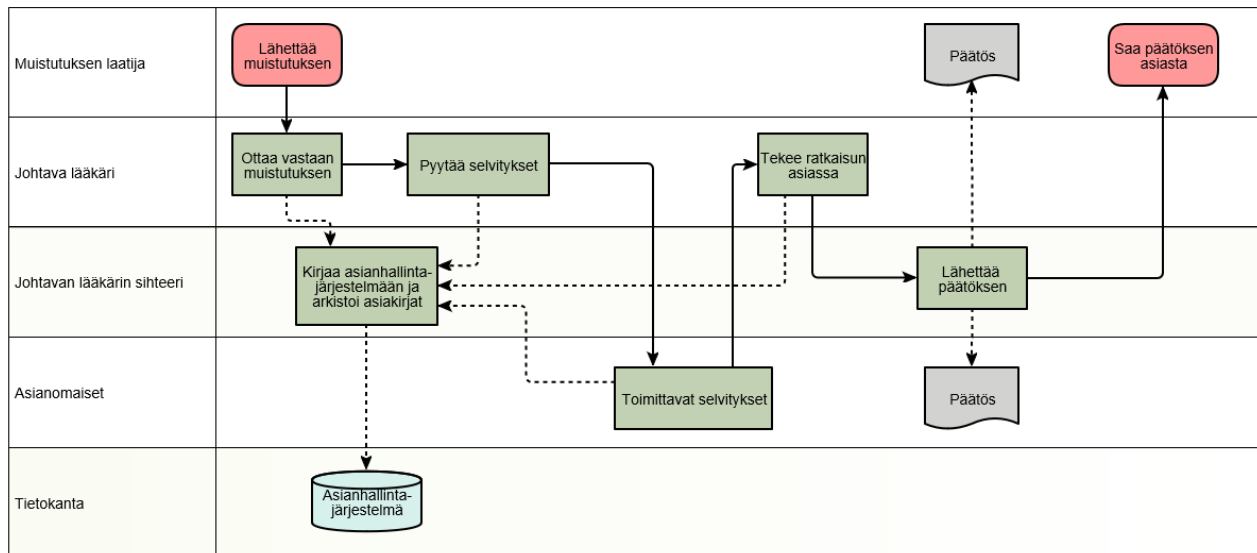 Muistutuksen laatija
Lähettää
muistutuksen
Päätös
Saa päätöksen
asiasta
Johtava lääkäri
Ottaa vastaan
muistutuksen
Pyytää selvitykset
Tekee ratkaisun
asiassa
Johtavan lääkärin sihteeri
Kirjaa asianhallinta-
järjestelmään ja
arkistoi asiakirjat
Lähettää
päätöksen
Asianomaiset
Toimittavat selvitykset
Päätös
Tietokanta
Asianhallinta-
järjestelmä